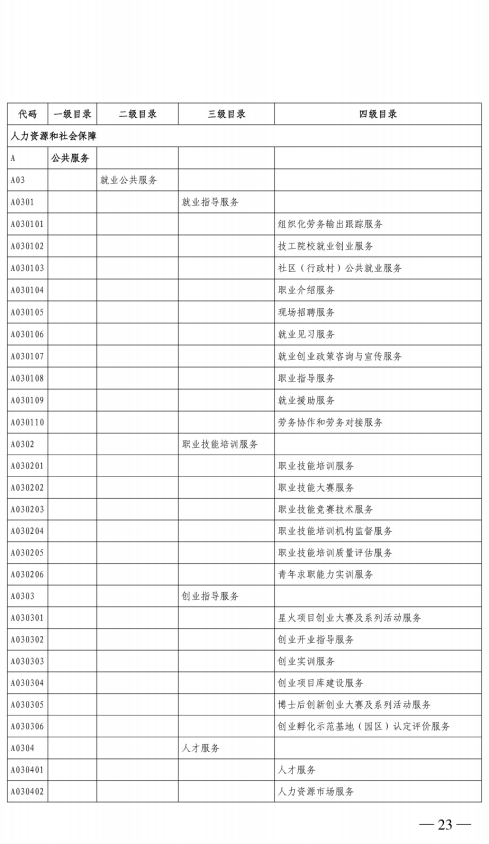 代码 一级目录 二级目录 三级目录 四级目录
人力资源和社会保障
A 公共服务
A03 就业公共服务
A0301 就业指导服务
A030101 组织化劳务输出跟踪服务
A030102 技工院校就业创业服务
A030103 社区（行政村）公共就业服务
A030104 职业介绍服务
A030105 现场招聘服务
A030106 就业见习服务
A030107 就业创业政策咨询与宣传服务
A030108 职业指导服务
A030109 就业援助服务
A030110 劳务协作和劳务对接服务
A0302 职业技能培训服务
A030201 职业技能培训服务
A030202 职业技能大赛服务
A030203 职业技能竞赛技术服务
A030204 职业技能培训机构监督服务
A030205 职业技能培训质量评估服务
A030206 青年求职能力实训服务
A0303 创业指导服务
A030301 星火项目创业大赛及系列活动服务
A030302 创业开业指导服务
A030303 创业实训服务
A030304 创业项目库建设服务
A030305 博士后创新创业大赛及系列活动服务
A030306 创业孵化示范基地（园区）认定评价服务
A0304 人才服务
A030401 人才服务
A030402 人力资源市场服务
— 23 —